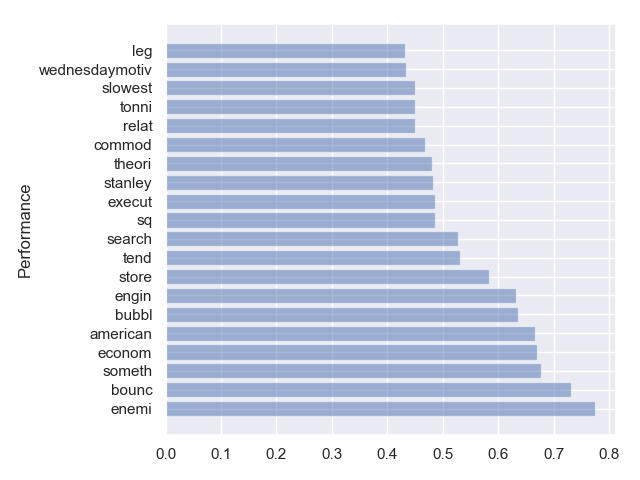 leg
wednesdaymotiv
slowest
tonni
relat
commod
theori
stanley
execut
sq
search
tend
store
engin
bubbl
american
econom
someth
bounc
enemi
Performance
0.0 0.1 0.2 0.3 0.4 0.5 0.6 0.7 0.8